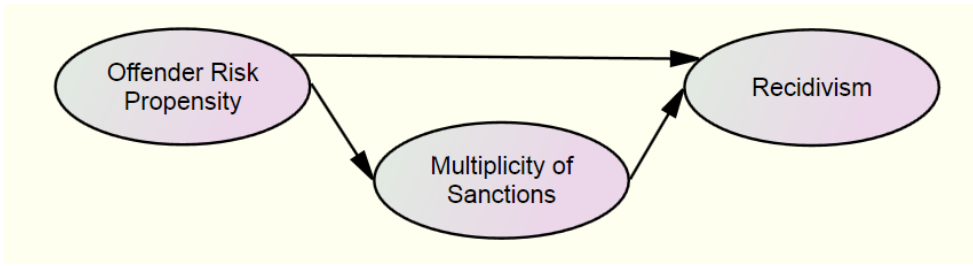 Offender Risk
Propensity
Recidivism
Multiplicity of
Sanctions